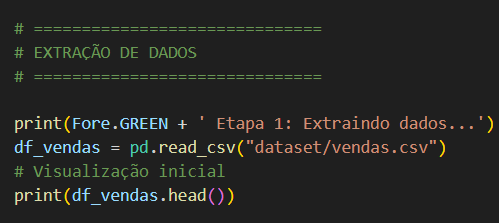 # ==============================
# EXTRAÇÃO DE DADOS
# ==============================
print(Fore.GREEN + ' Etapa 1: Extraindo dados...')
df_vendas = pd.read_csv("dataset/vendas.csv")
# Visualização inicial
print(df_vendas.head())